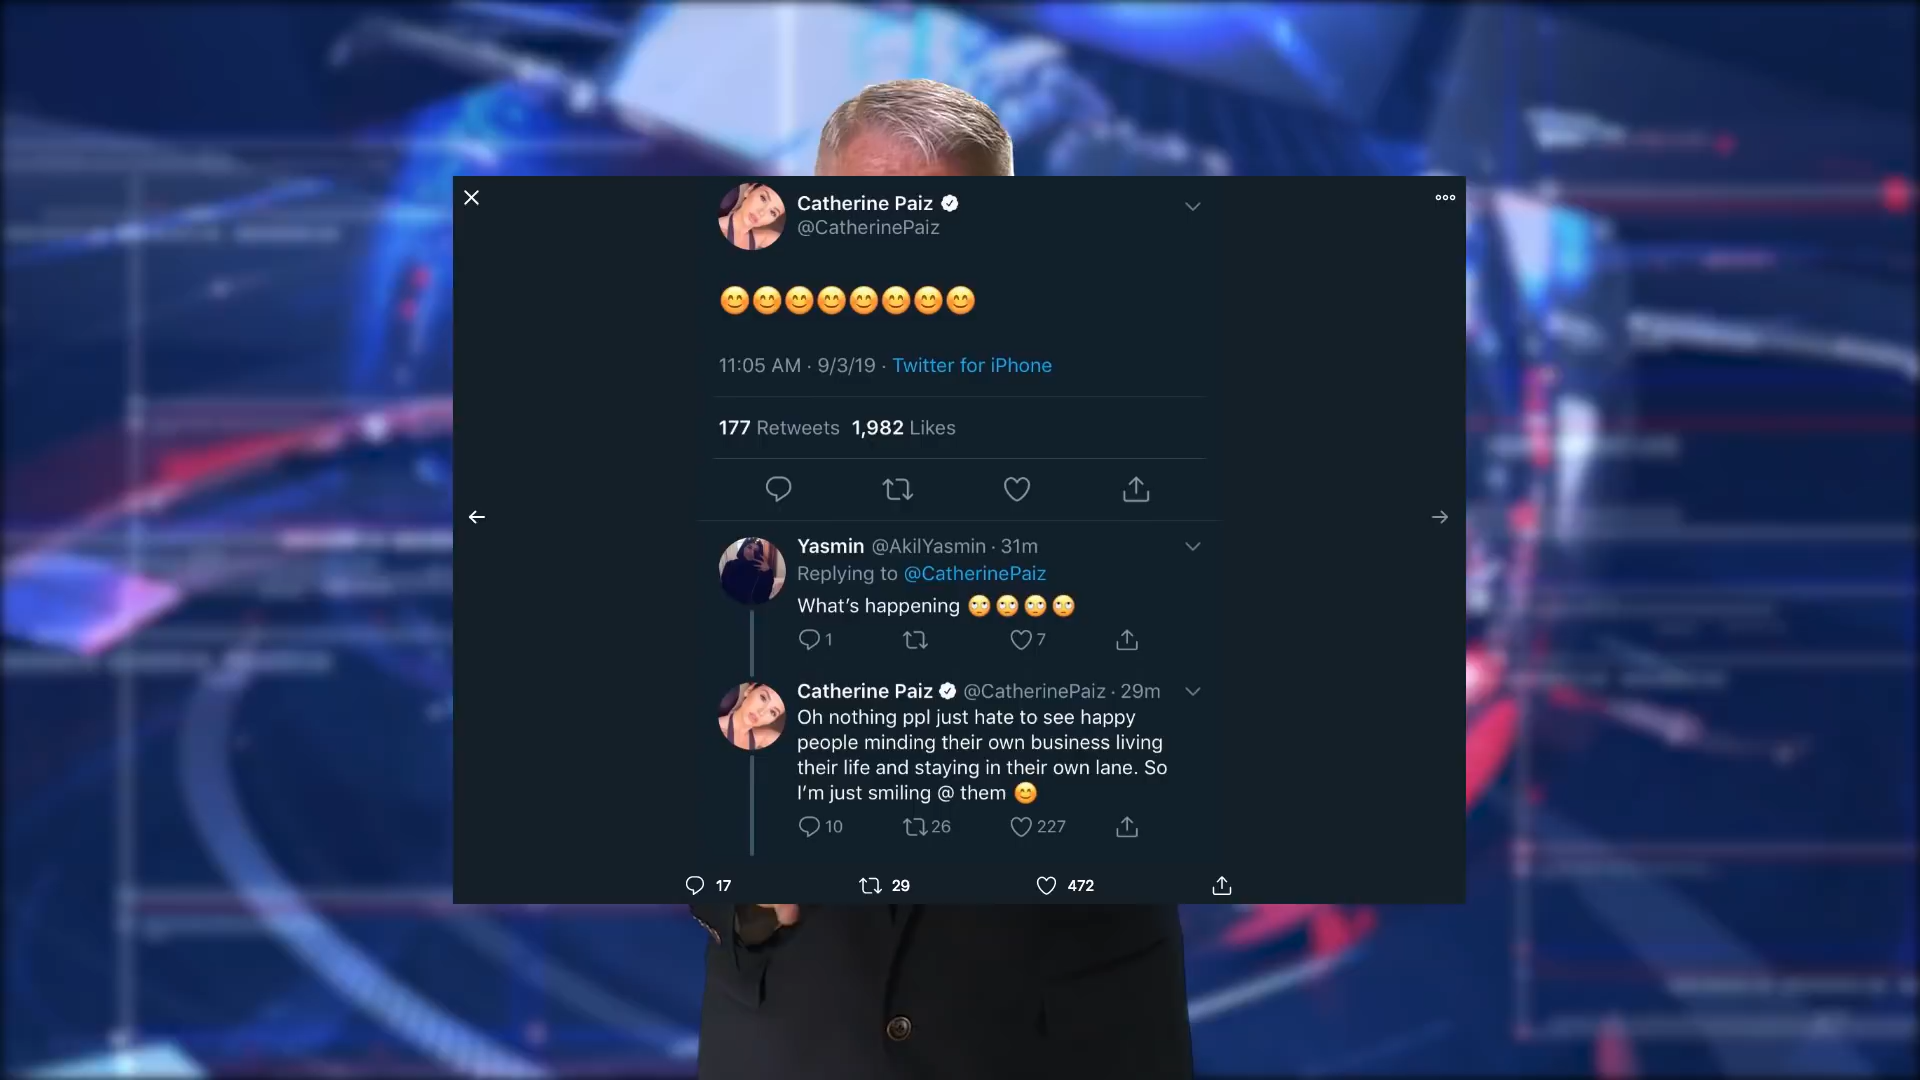 Catherine Paiz
@CatherinePaiz
😊😊😊😊😊😊😊😊
11:05 AM · 9/3/19 · Twitter for iPhone
177 Retweets 1,982 Likes
Yasmin @AkilYasmin · 31m
Replying to @CatherinePaiz
What’s happening 🙄🙄🙄🙄
1 7
Catherine Paiz @CatherinePaiz · 29m
Oh nothing ppl just hate to see happy
people minding their own business living
their life and staying in their own lane. So
I’m just smiling @ them 😊
10 26 227
17 29 472